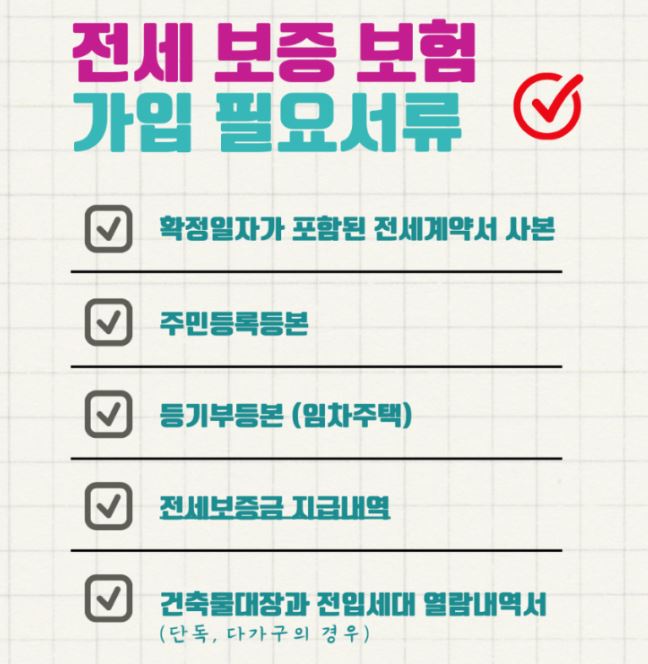 전세 보증 보험
가입 필요서류
확정일자가 포함된 전세계약서 사본
주민등록등본
등기부등본 (임차주택)
전세보증금 지급내역
건축물대장과 전입세대 열람내역서
(단독, 다가구의 경우)